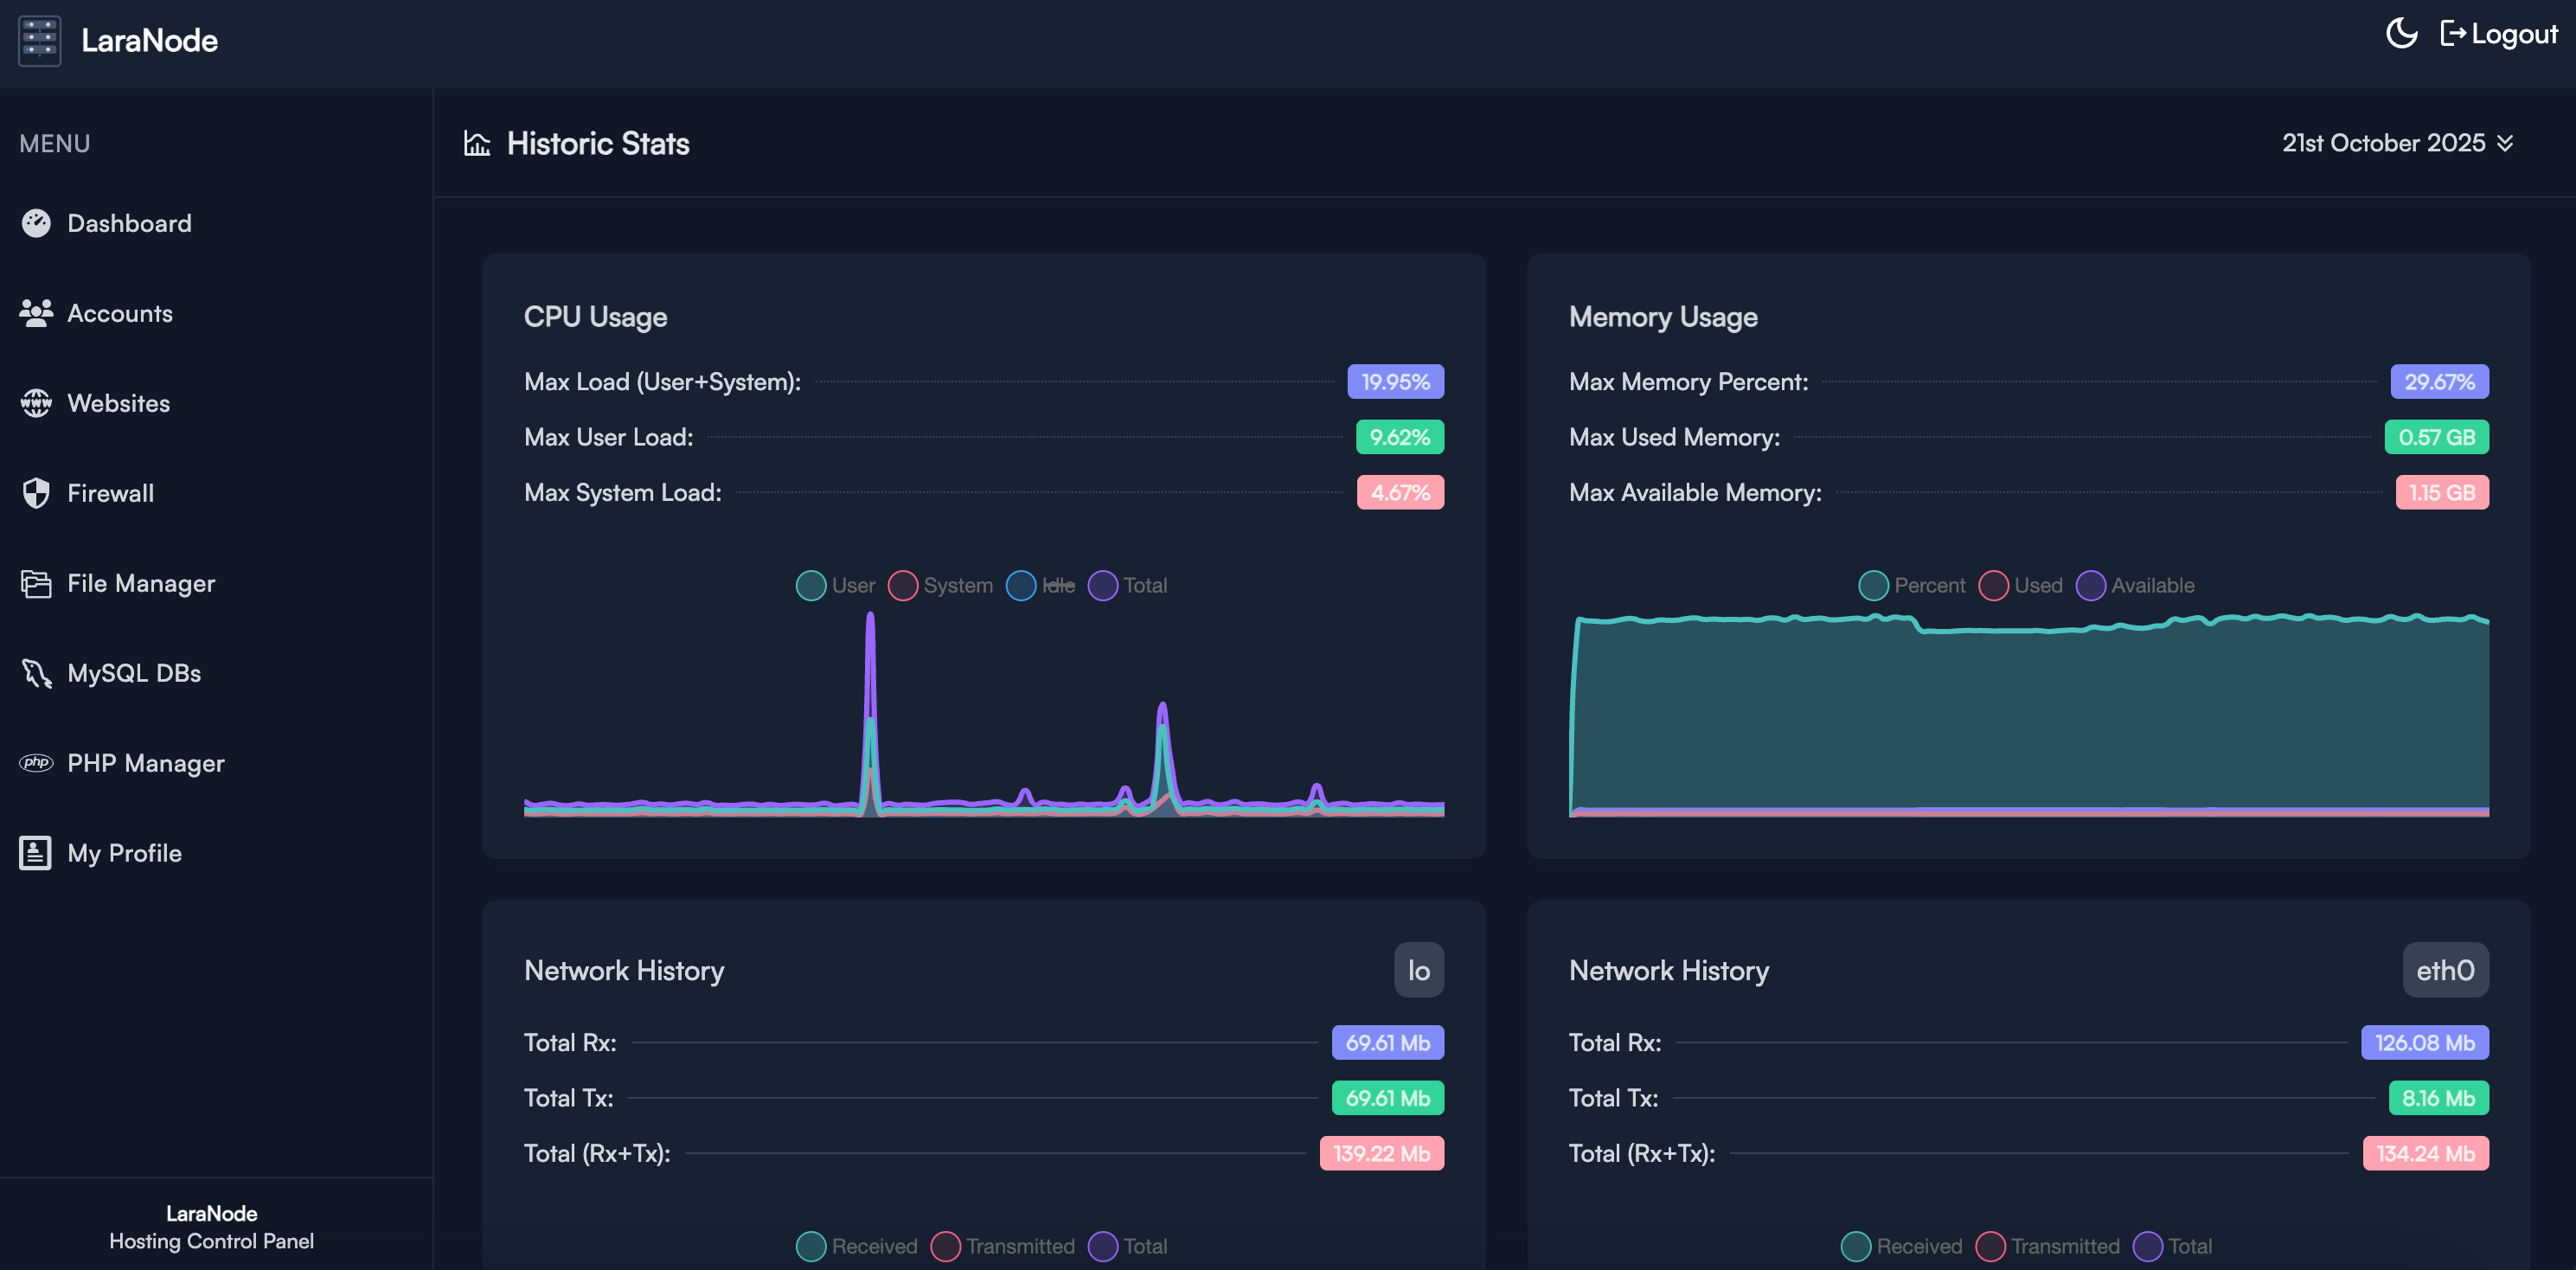 LaraNode
Logout
MENU
Dashboard
Accounts
Websites
Firewall
File Manager
MySQL DBs
PHP Manager
My Profile
LaraNode
Hosting Control Panel
Historic Stats
21st October 2025
CPU Usage
Max Load (User+System): 19.95%
Max User Load: 9.62%
Max System Load: 4.67%
User System Idle Total
Memory Usage
Max Memory Percent: 29.67%
Max Used Memory: 0.57 GB
Max Available Memory: 1.15 GB
Percent Used Available
Network History lo
Total Rx: 69.61 Mb
Total Tx: 69.61 Mb
Total (Rx+Tx): 139.22 Mb
Received Transmitted Total
Network History eth0
Total Rx: 126.08 Mb
Total Tx: 8.16 Mb
Total (Rx+Tx): 134.24 Mb
Received Transmitted Total